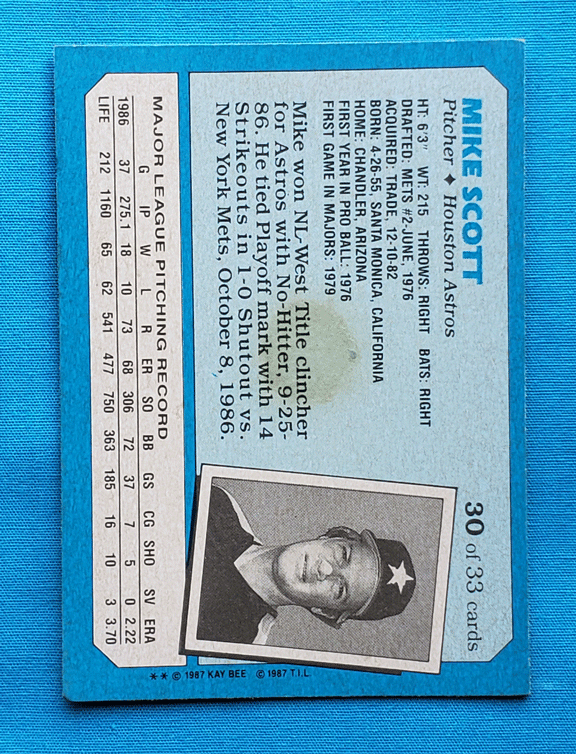 MIKE SCOTT
Pitcher ♦ Houston Astros
30 of 33 cards
HT: 6'3" WT: 215 THROWS: RIGHT BATS: RIGHT
DRAFTED: METS #2-JUNE, 1976
ACQUIRED: TRADE, 12-10-82
BORN: 4-26-55, SANTA MONICA, CALIFORNIA
HOME: CHANDLER, ARIZONA
FIRST YEAR IN PRO BALL: 1976
FIRST GAME IN MAJORS: 1979
Mike won NL-West Title clincher
for Astros with No-Hitter, 9-25-
86. He tied Playoff mark with 14
Strikeouts in 1-0 Shutout vs.
New York Mets, October 8, 1986.
MAJOR LEAGUE PITCHING RECORD
G IP W L R ER SO BB GS CG SHO SV ERA
1986 37 275.1 18 10 73 68 306 72 37 7 5 0 2.22
LIFE 212 1160 65 62 541 477 750 363 185 16 10 3 3.70
** © 1987 KAY BEE © 1987 T.I.L.